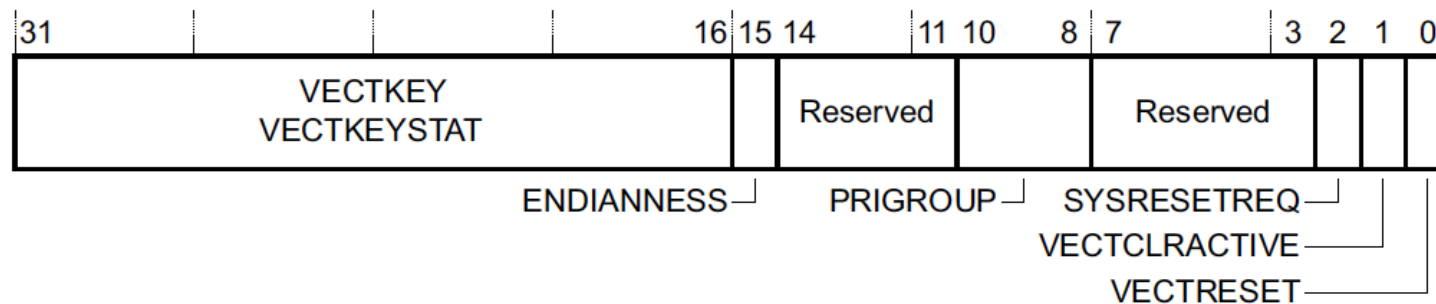 31 16 15 14 11 10 8 7 3 2 1 0
VECTKEY
VECTKEYSTAT
Reserved
Reserved
ENDIANNESS
PRIGROUP
SYSRESETREQ
VECTCLRACTIVE
VECTRESET